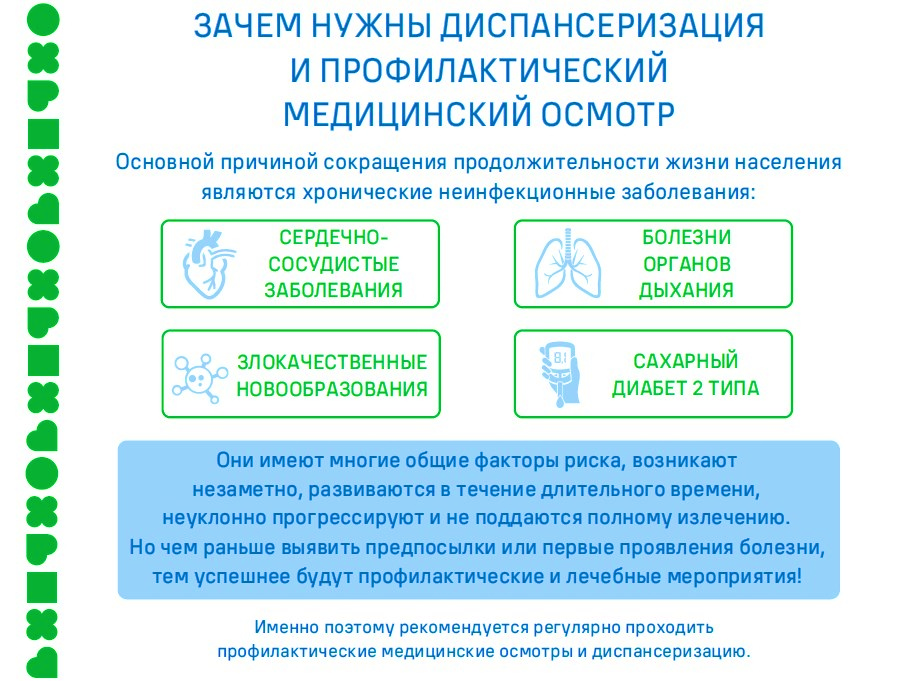 ЗАЧЕМ НУЖНЫ ДИСПАНСЕРИЗАЦИЯ
И ПРОФИЛАКТИЧЕСКИЙ
МЕДИЦИНСКИЙ ОСМОТР
Основной причиной сокращения продолжительности жизни населения
являются хронические неинфекционные заболевания:
СЕРДЕЧНО-
СОСУДИСТЫЕ
ЗАБОЛЕВАНИЯ
БОЛЕЗНИ
ОРГАНОВ
ДЫХАНИЯ
ЗЛОКАЧЕСТВЕННЫЕ
НОВООБРАЗОВАНИЯ
8,1
САХАРНЫЙ
ДИАБЕТ 2 ТИПА
Они имеют многие общие факторы риска, возникают
незаметно, развиваются в течение длительного времени,
неуклонно прогрессируют и не поддаются полному излечению.
Но чем раньше выявить предпосылки или первые проявления болезни,
тем успешнее будут профилактические и лечебные мероприятия!
Именно поэтому рекомендуется регулярно проходить
профилактические медицинские осмотры и диспансеризацию.